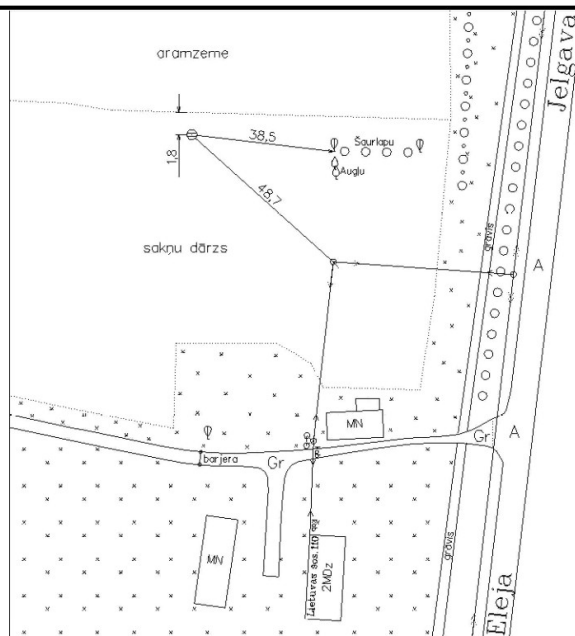 aramzeme
Jelgava
38,5
Šaurlapu
1,8
Augļu
48,7
grāvis
sakņu dārzs
A
MN
Gr
A
barjera
Gr
MN
Lietuvas šos. 110
2MDz
grāvis
Eleja